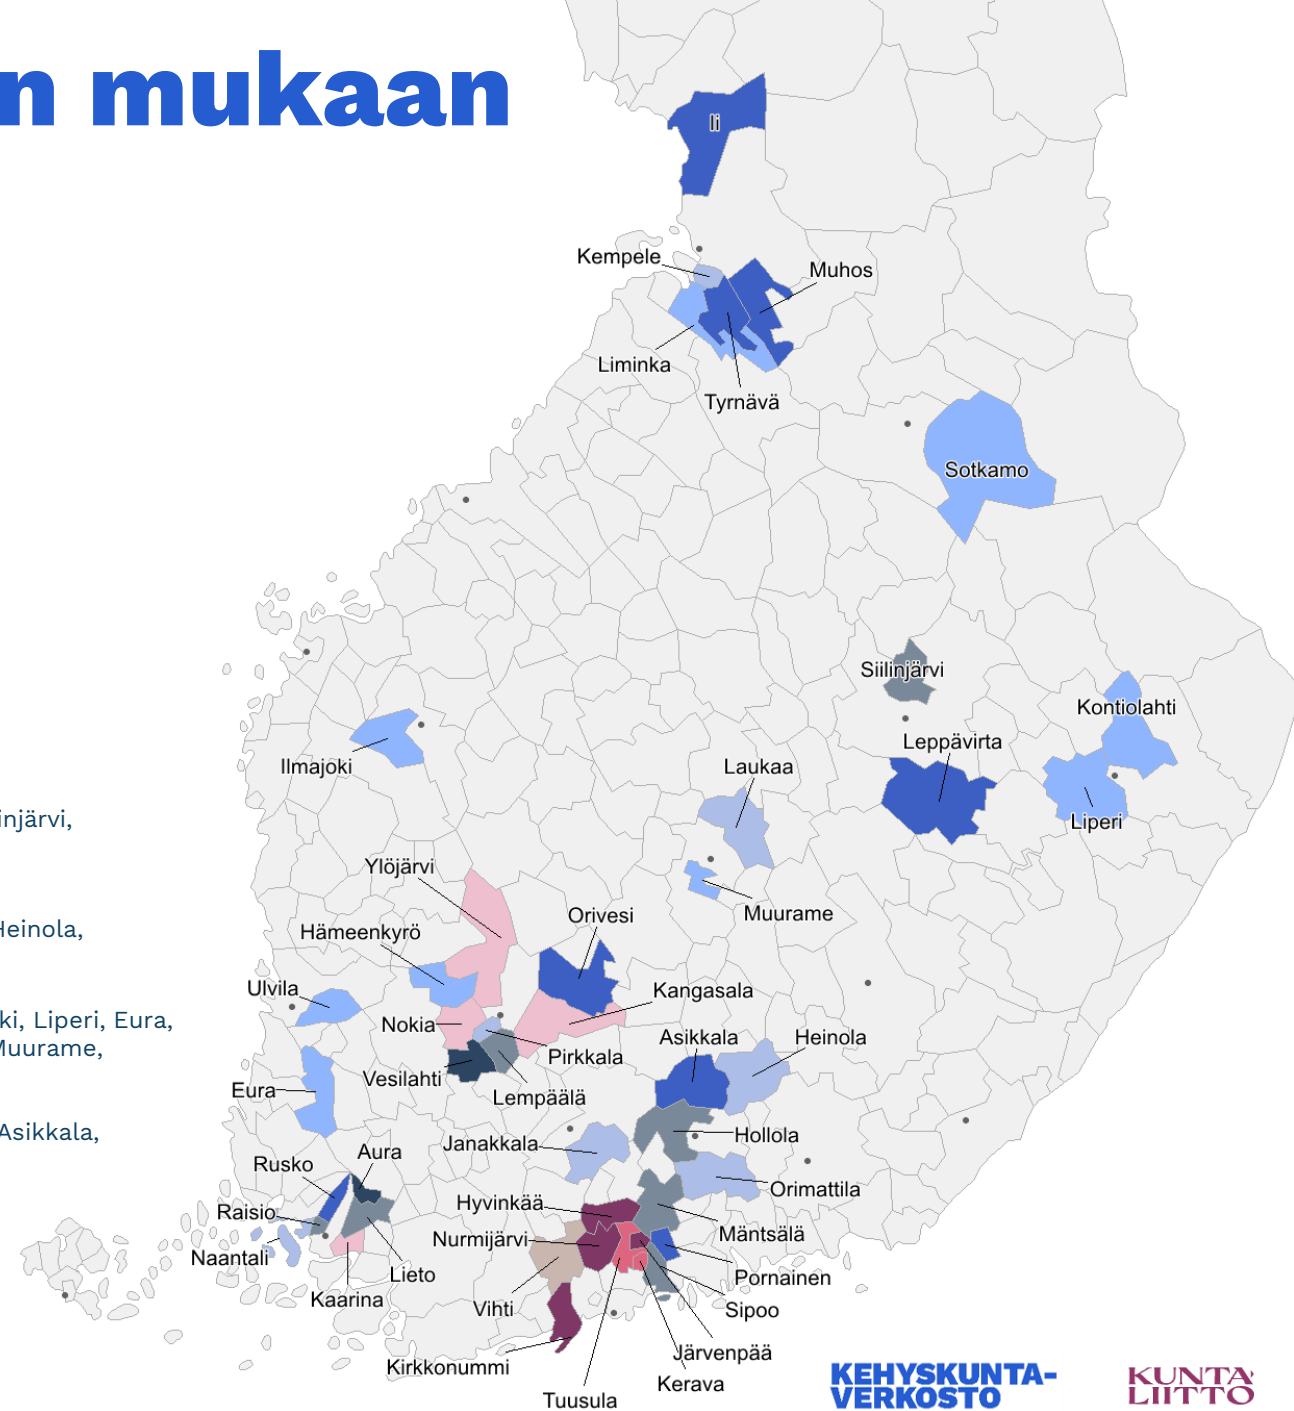 n mukaan
Ii
Kempele
Muhos
Liminka
Tyrnävä
Sotkamo
Siilinjärvi
Kontiolahti
Leppävirta
Ilmajoki
Laukaa
Liperi
injärvi,
Ylöjärvi
Muurame
Orivesi
Heinola,
Hämeenkyrö
Ulvila
Kangasala
ki, Liperi, Eura,
Nokia
Asikkala
Heinola
Muurame,
Pirkkala
Vesilahti
Eura
Lempäälä
Asikkala,
Hollola
Janakkala
Aura
Rusko
Orimattila
Hyvinkää
Raisio
Mäntsälä
Nurmijärvi
Naantali
Lieto
Pornainen
Kaarina
Vihti
Sipoo
Järvenpää
Kirkkonummi
Kerava
Tuusula
KEHYSKUNTA-
VERKOSTO
KUNTA
LIITTO